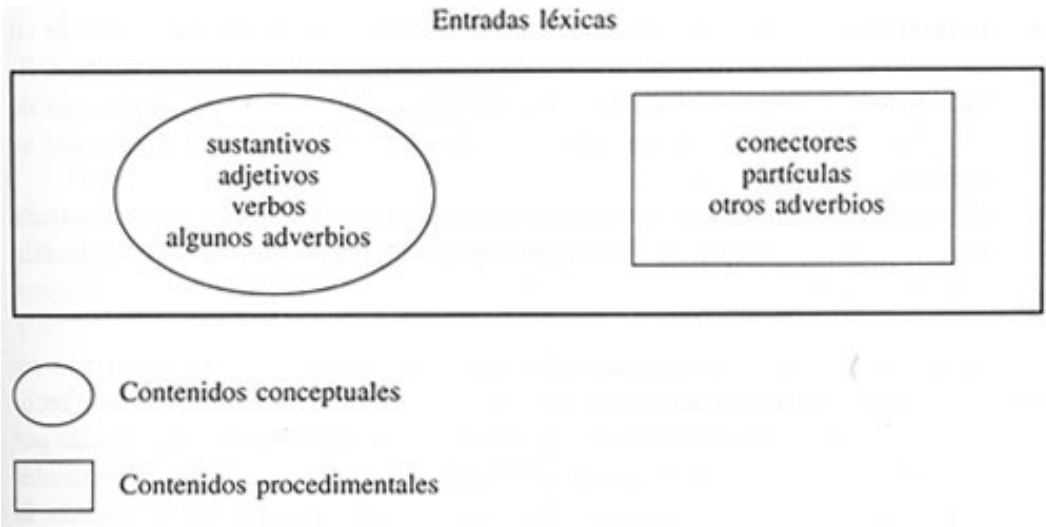 Entradas léxicas
sustantivos
adjetivos
verbos
algunos adverbios
conectores
partículas
otros adverbios
Contenidos conceptuales
Contenidos procedimentales